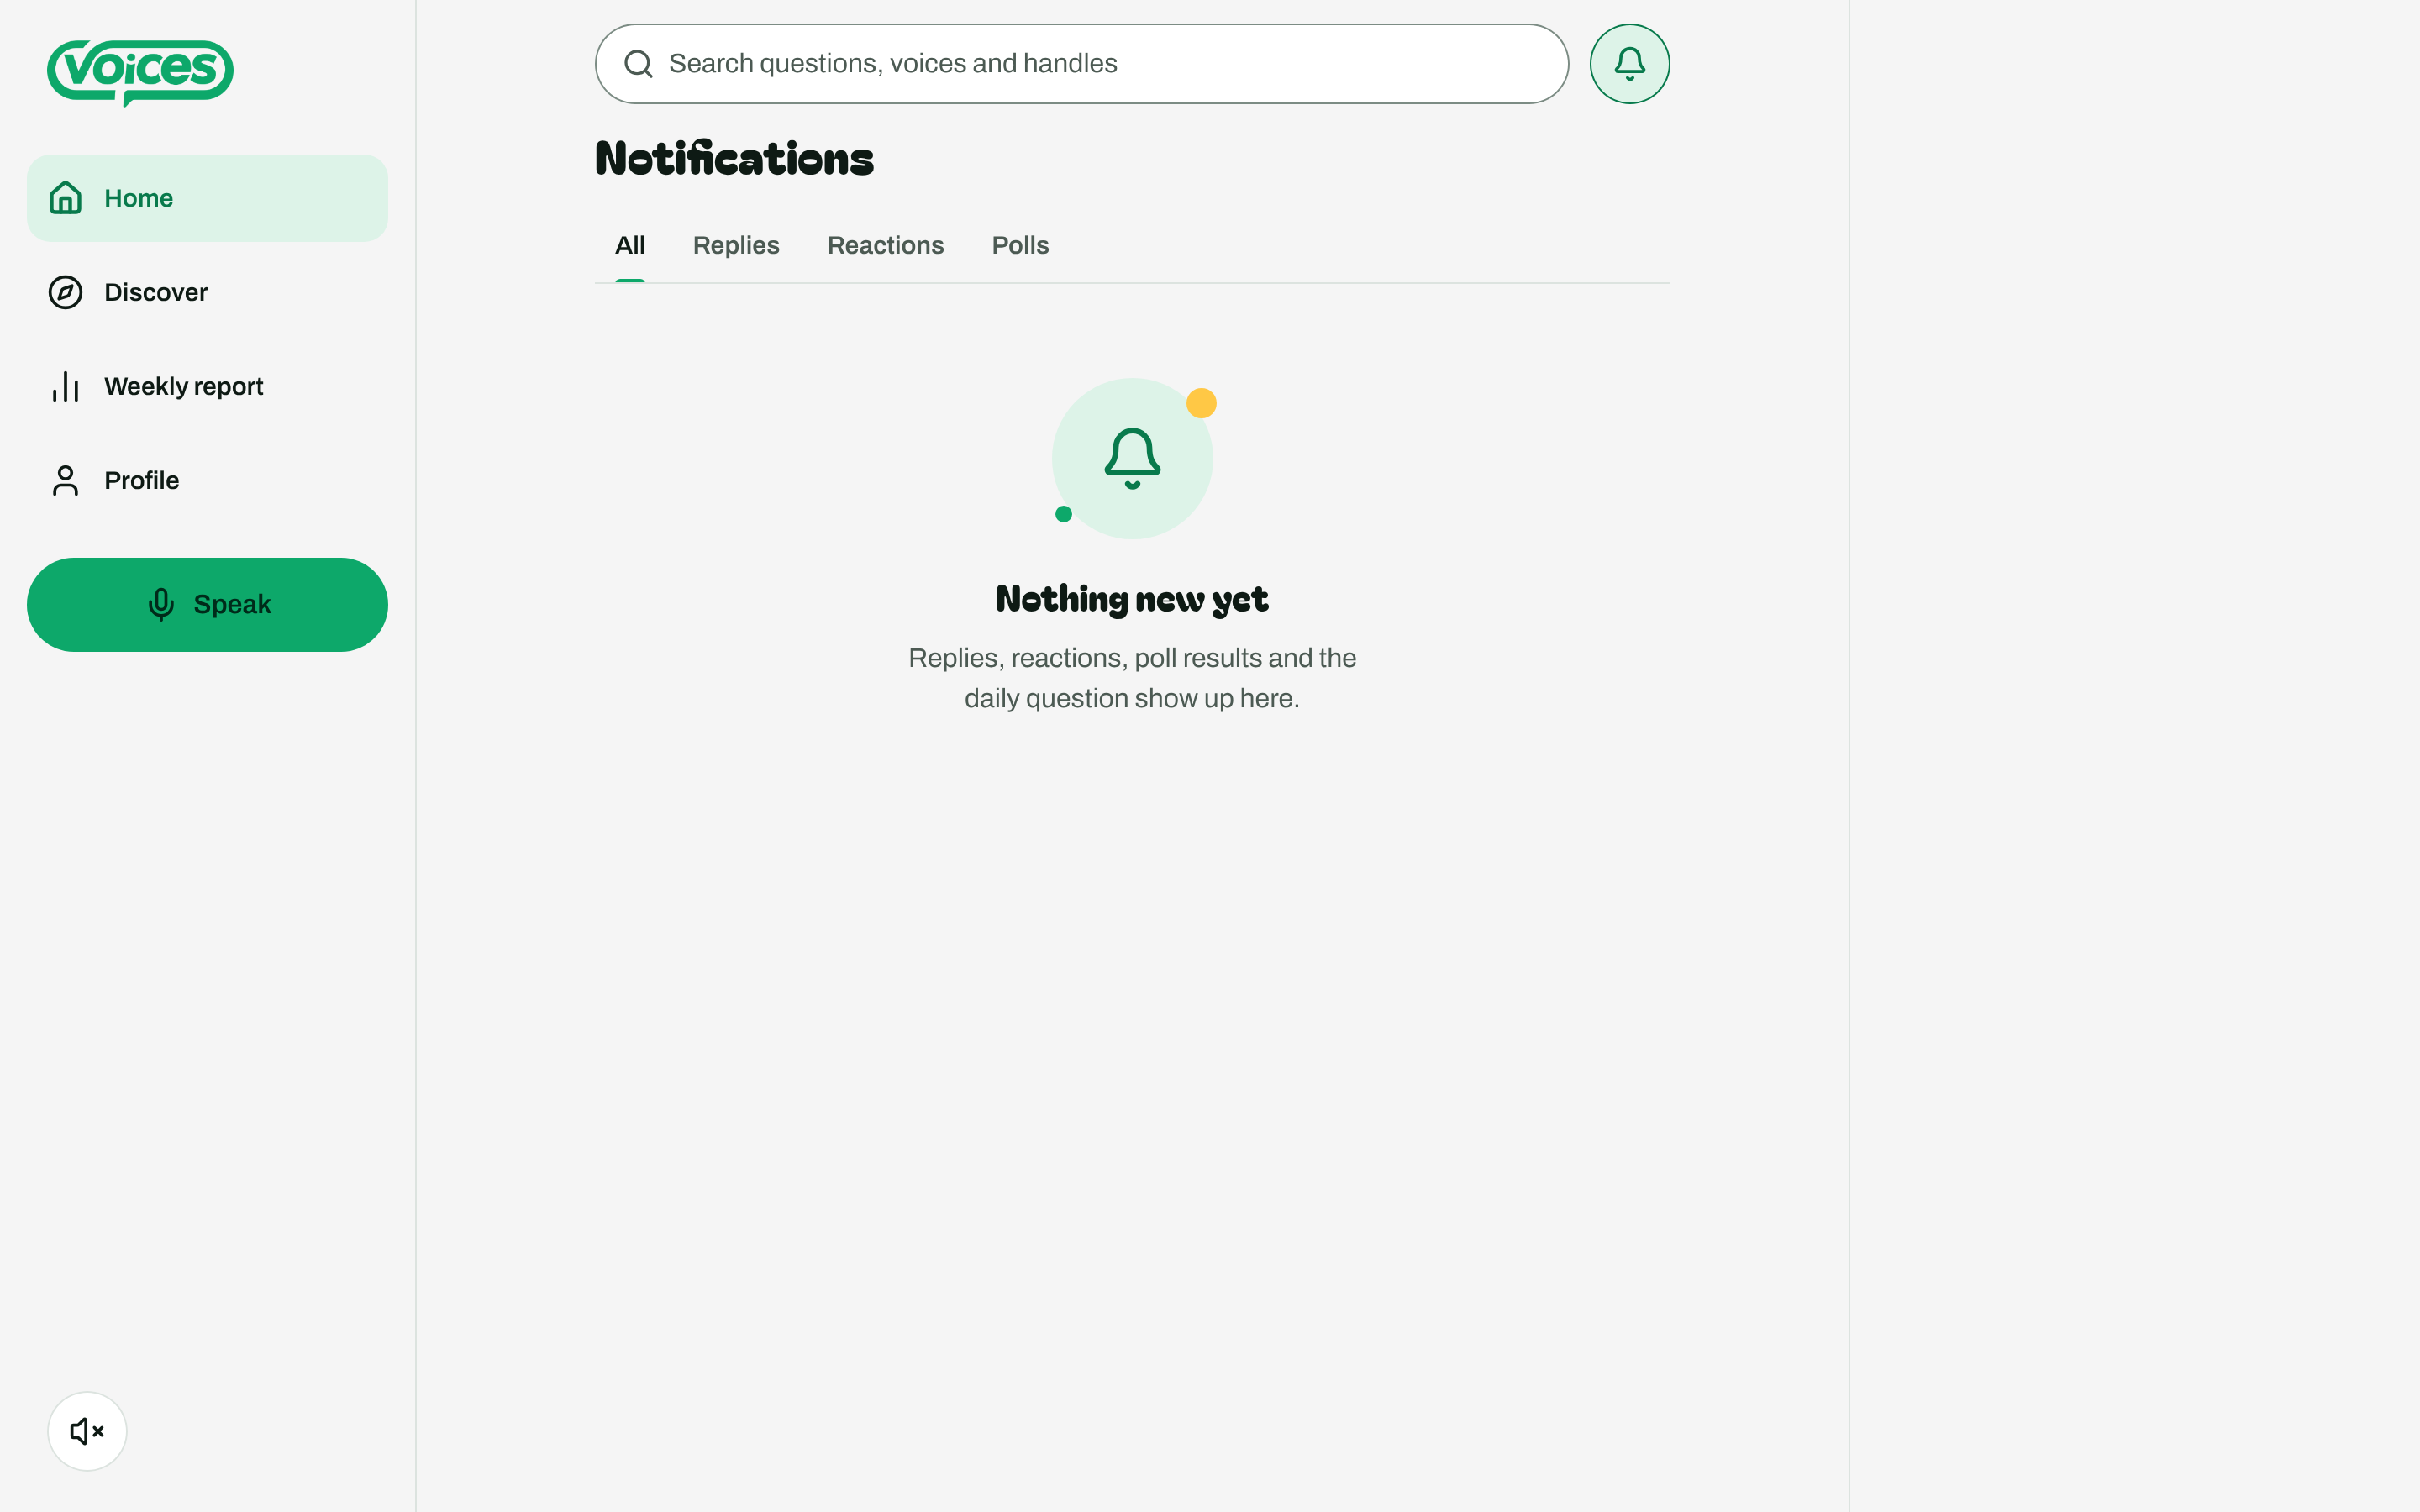 voices
Search questions, voices and handles
Home
Discover
Weekly report
Profile
Speak
Notifications
All
Replies
Reactions
Polls
Nothing new yet
Replies, reactions, poll results and the
daily question show up here.